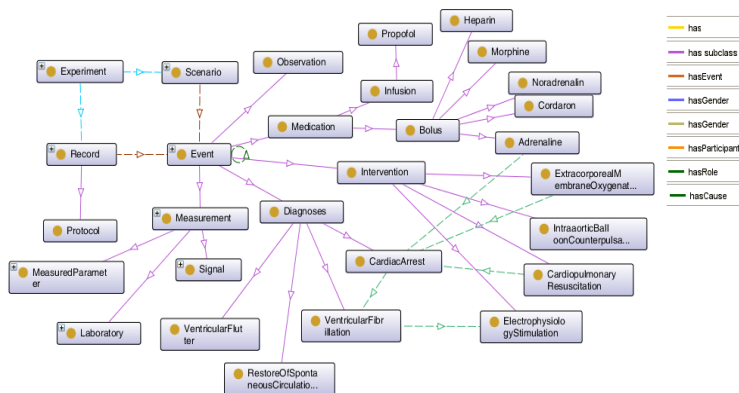 Heparin
has
Propofol
Morphine
has subclass
Observation
Experiment
Scenario
hasEvent
Noradrenalin
Infusion
Cordaron
hasGender
Medication
Bolus
Adrenaline
hasGender
Record
Event
Intervention
ExtracorporealM
embraneOxygenat...
hasParticipant
Measurement
Diagnoses
hasRole
IntraaorticBall
oonCounterpulsa...
hasCause
Protocol
CardiacArrest
MeasuredParamet
er
Signal
Cardiopulmonary
Resuscitation
Laboratory
VentricularFlut
ter
VentricularFibr
illation
Electrophysiolo
gyStimulation
RestoreOfSponta
neousCirculatio...